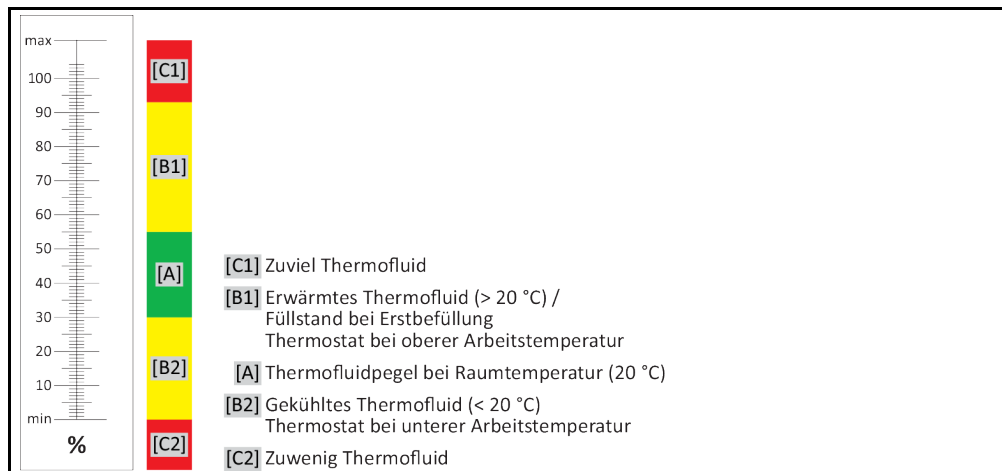 max
100
90
80
70
60
50
40
30
20
10
min
%
[C1]
[B1]
[A]
[B2]
[C2]
[C1] Zuviel Thermofluid
[B1] Erwärmtes Thermofluid (> 20 °C) /
Füllstand bei Erstbefüllung
Thermostat bei oberer Arbeitstemperatur
[A] Thermofluidpegel bei Raumtemperatur (20 °C)
[B2] Gekühltes Thermofluid (< 20 °C)
Thermostat bei unterer Arbeitstemperatur
[C2] Zuwenig Thermofluid